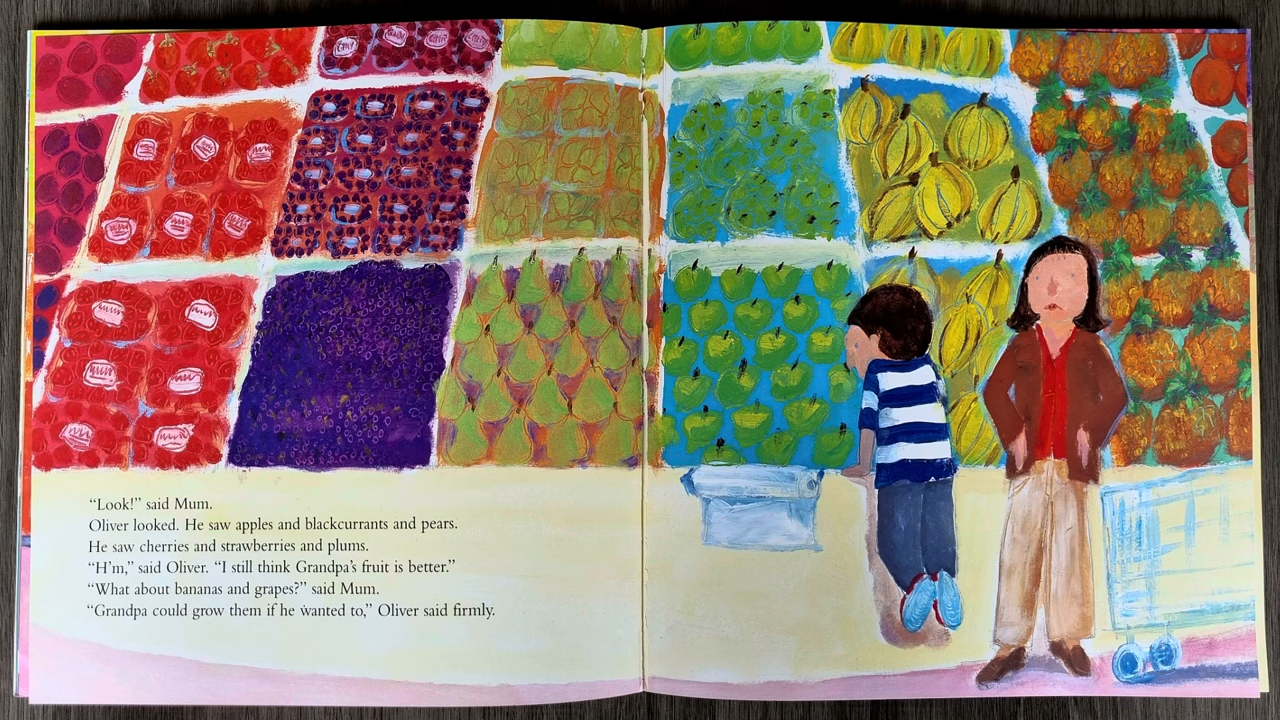 “Look!” said Mum.
Oliver looked. He saw apples and blackcurrants and pears.
He saw cherries and strawberries and plums.
“H’m,” said Oliver. “I still think Grandpa’s fruit is better.”
“What about bananas and grapes?” said Mum.
“Grandpa could grow them if he wanted to,” Oliver said firmly.